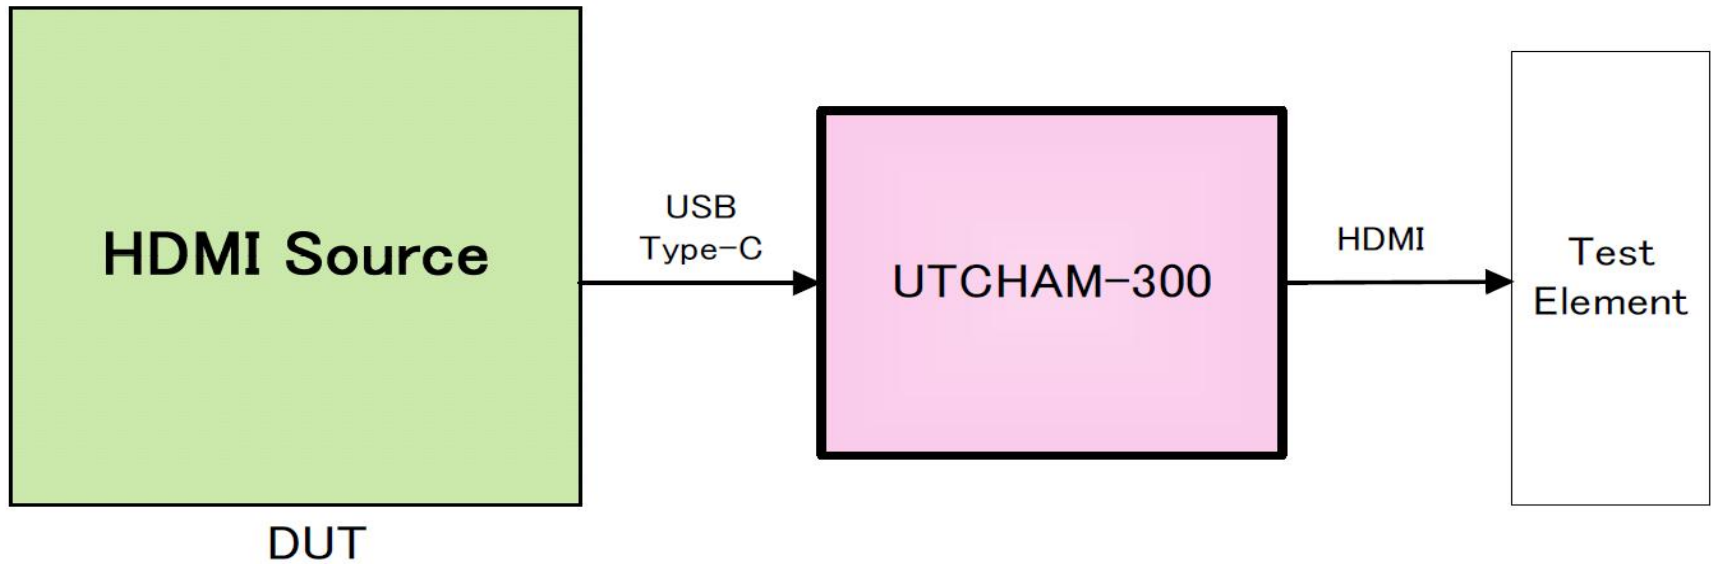 HDMI Source
USB
Type-C
UTCHAM-300
HDMI
Test
Element
DUT